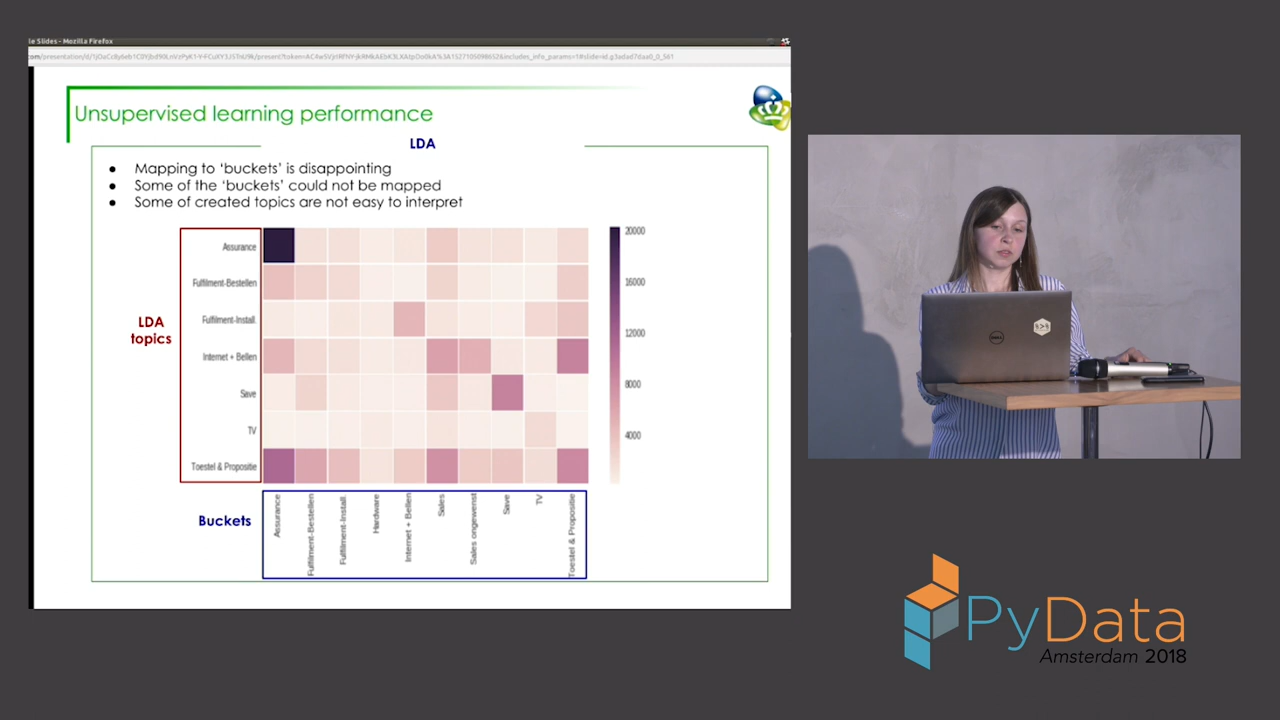 le Slides - Mozilla Firefox
Unsupervised learning performance
LDA
● Mapping to ‘buckets’ is disappointing
● Some of the ‘buckets’ could not be mapped
● Some of created topics are not easy to interpret
LDA
topics
Assurance
Fulfilment-Bestellen
Fulfilment-Install.
Internet + Bellen
Save
TV
Toestel & Propositie
20000
16000
12000
8000
4000
Buckets
Assurance
Fulfilment-Bestellen
Fulfilment-Install.
Hardware
Internet + Bellen
Sales
Sales ongewenst
Save
TV
Toestel & Propositie
DELL
PyData
Amsterdam 2018